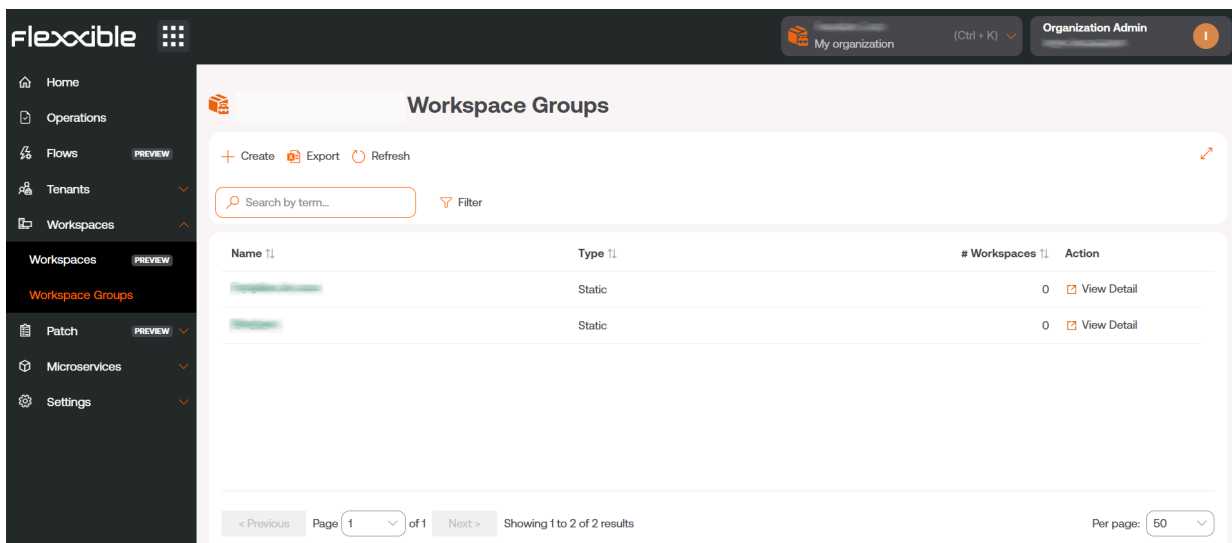 Flexxible
My organization
(Ctrl + K)
Organization Admin
I
Home
Operations
Flows PREVIEW
Tenants
Workspaces
Workspaces PREVIEW
Workspace Groups
Patch PREVIEW
Microservices
Settings
Workspace Groups
Create Export Refresh
Search by term... Filter
Name Type # Workspaces Action
Static 0 View Detail
Static 0 View Detail
< Previous Page 1 of 1 Next > Showing 1 to 2 of 2 results Per page: 50